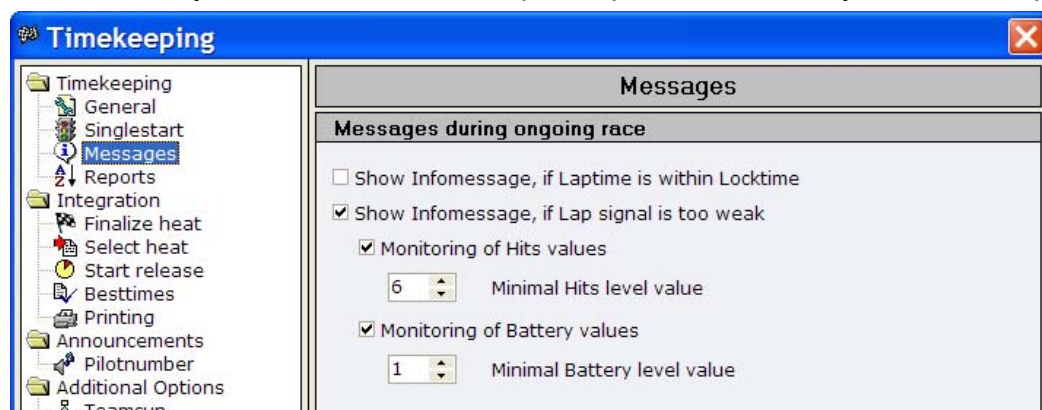 Timekeeping
Timekeeping
General
Singlestart
Messages
Reports
Integration
Finalize heat
Select heat
Start release
Besttimes
Printing
Announcements
Pilotnumber
Additional Options
Teamcup
Messages
Messages during ongoing race
Show Infomessage, if Laptime is within Locktime
Show Infomessage, if Lap signal is too weak
Monitoring of Hits values
6 Minimal Hits level value
Monitoring of Battery values
1 Minimal Battery level value